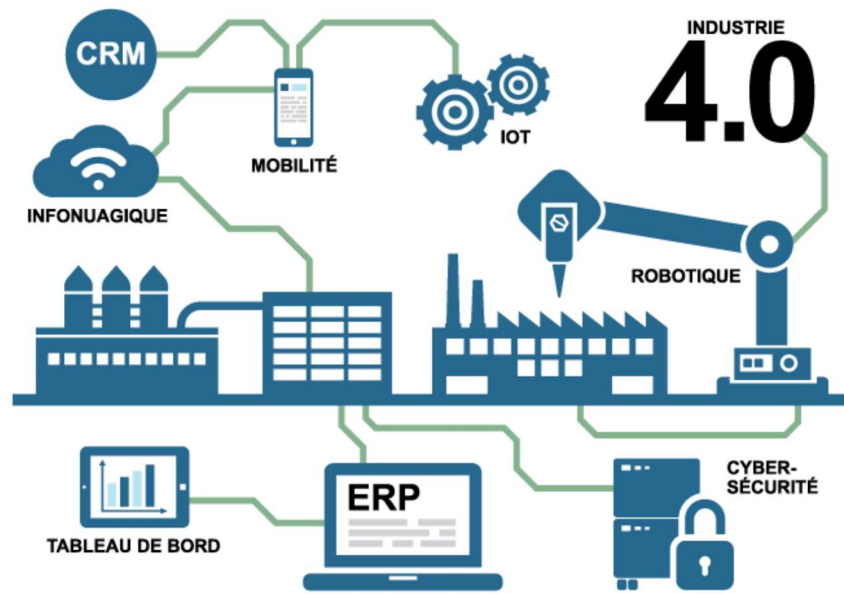 INDUSTRIE
4.0
CRM
IOT
MOBILITÉ
INFONUAGIQUE
ROBOTIQUE
ERP
CYBER-
SÉCURITÉ
TABLEAU DE BORD